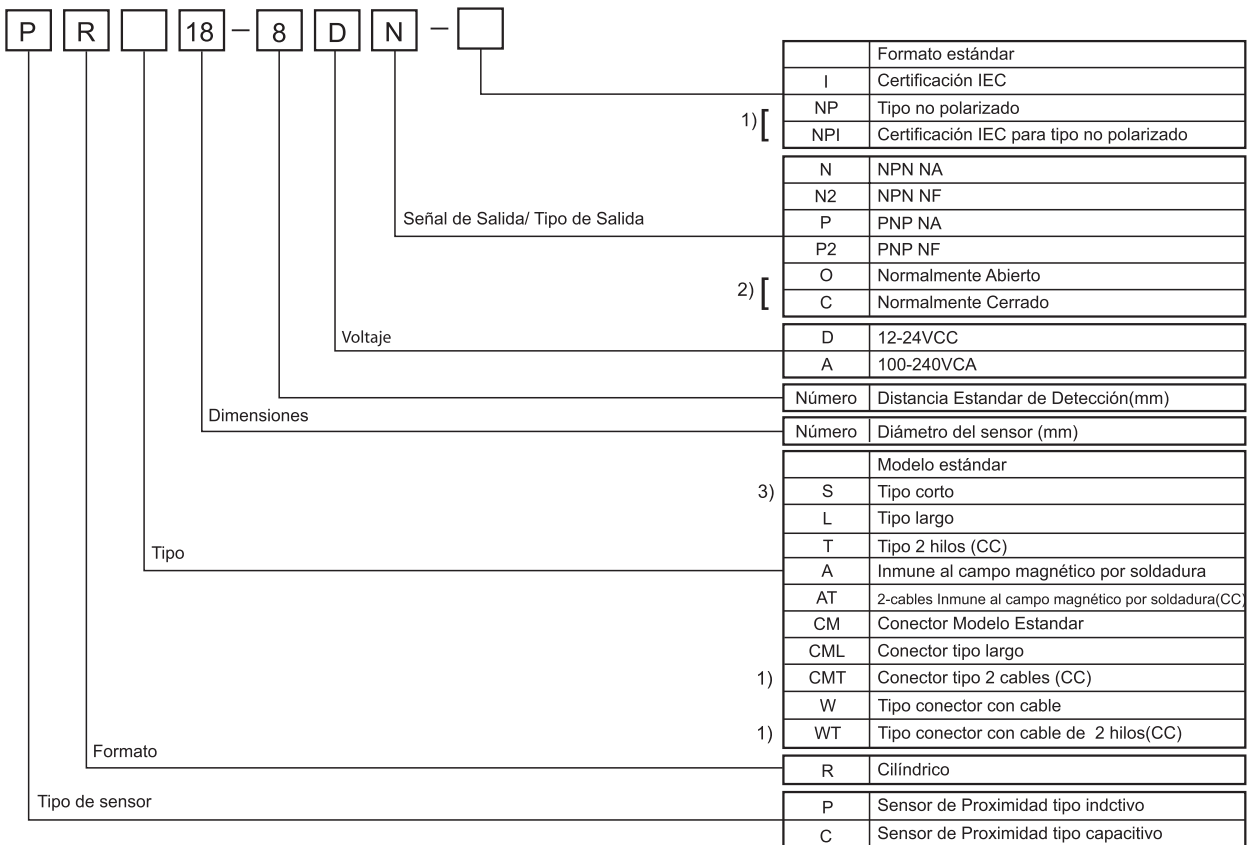 P R 18 – 8 D N –
Formato estándar
I Certificación IEC
1) [ NP Tipo no polarizado
NPI Certificación IEC para tipo no polarizado
N NPN NA
N2 NPN NF
Señal de Salida/ Tipo de Salida
P PNP NA
P2 PNP NF
2) [ O Normalmente Abierto
C Normalmente Cerrado
Voltaje
D 12-24VCC
A 100-240VCA
Número Distancia Estandar de Detección(mm)
Dimensiones
Número Diámetro del sensor (mm)
Modelo estándar
3) S Tipo corto
L Tipo largo
Tipo
T Tipo 2 hilos (CC)
A Inmune al campo magnético por soldadura
AT 2-cables Inmune al campo magnético por soldadura(CC)
CM Conector Modelo Estandar
CML Conector tipo largo
1) CMT Conector tipo 2 cables (CC)
W Tipo conector con cable
1) WT Tipo conector con cable de 2 hilos(CC)
Formato
R Cilíndrico
Tipo de sensor
P Sensor de Proximidad tipo indctivo
C Sensor de Proximidad tipo capacitivo